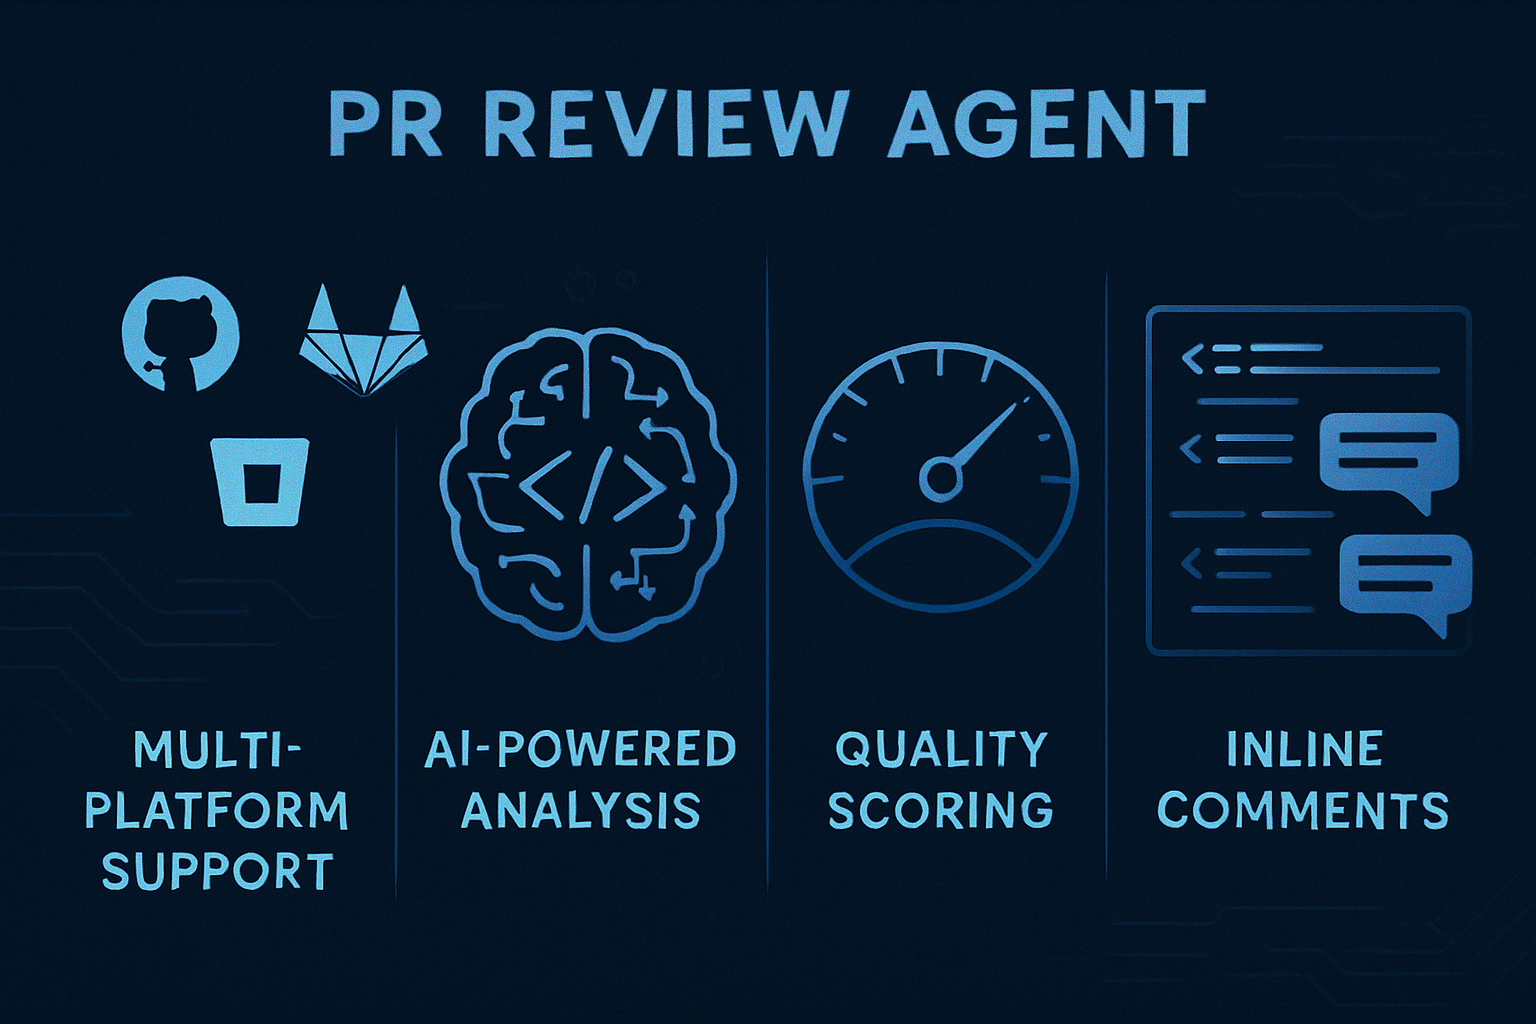 PR REVIEW AGENT
MULTI-
PLATFORM
SUPPORT
AI-POWERED
ANALYSIS
QUALITY
SCORING
INLINE
COMMENTS